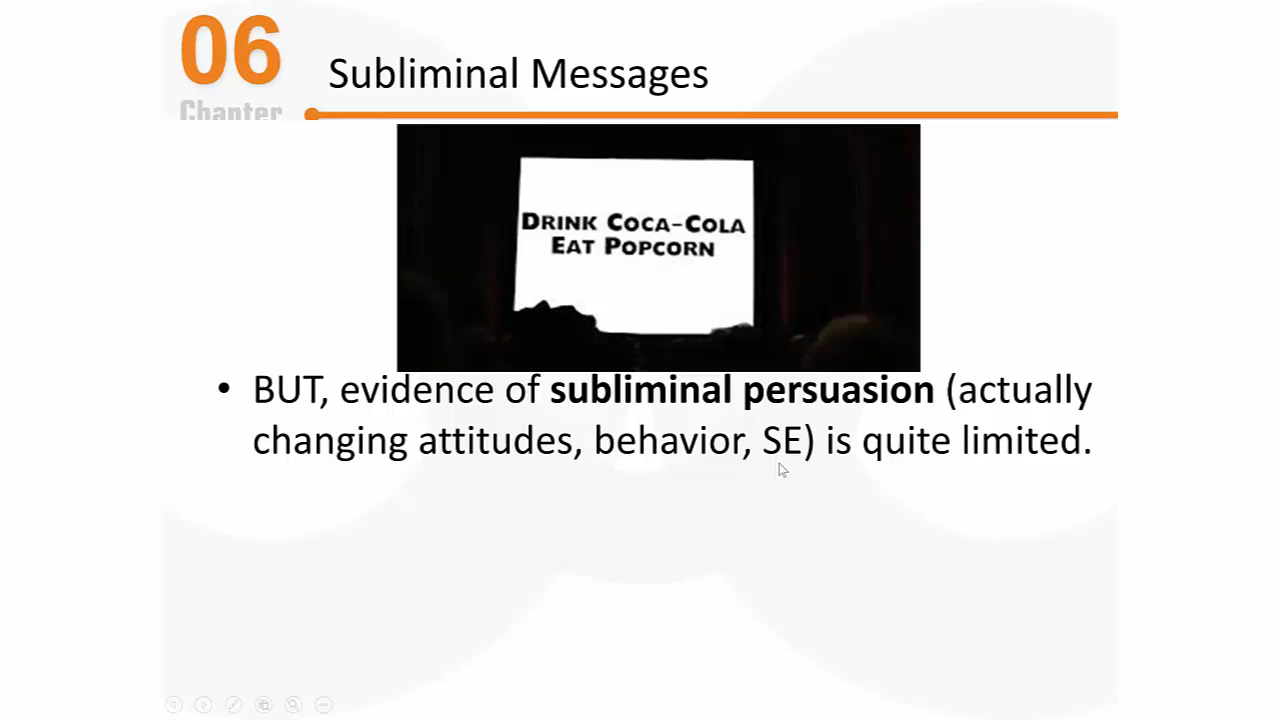 06
Chapter
Subliminal Messages
DRINK COCA-COLA
EAT POPCORN
• BUT, evidence of subliminal persuasion (actually
changing attitudes, behavior, SE) is quite limited.